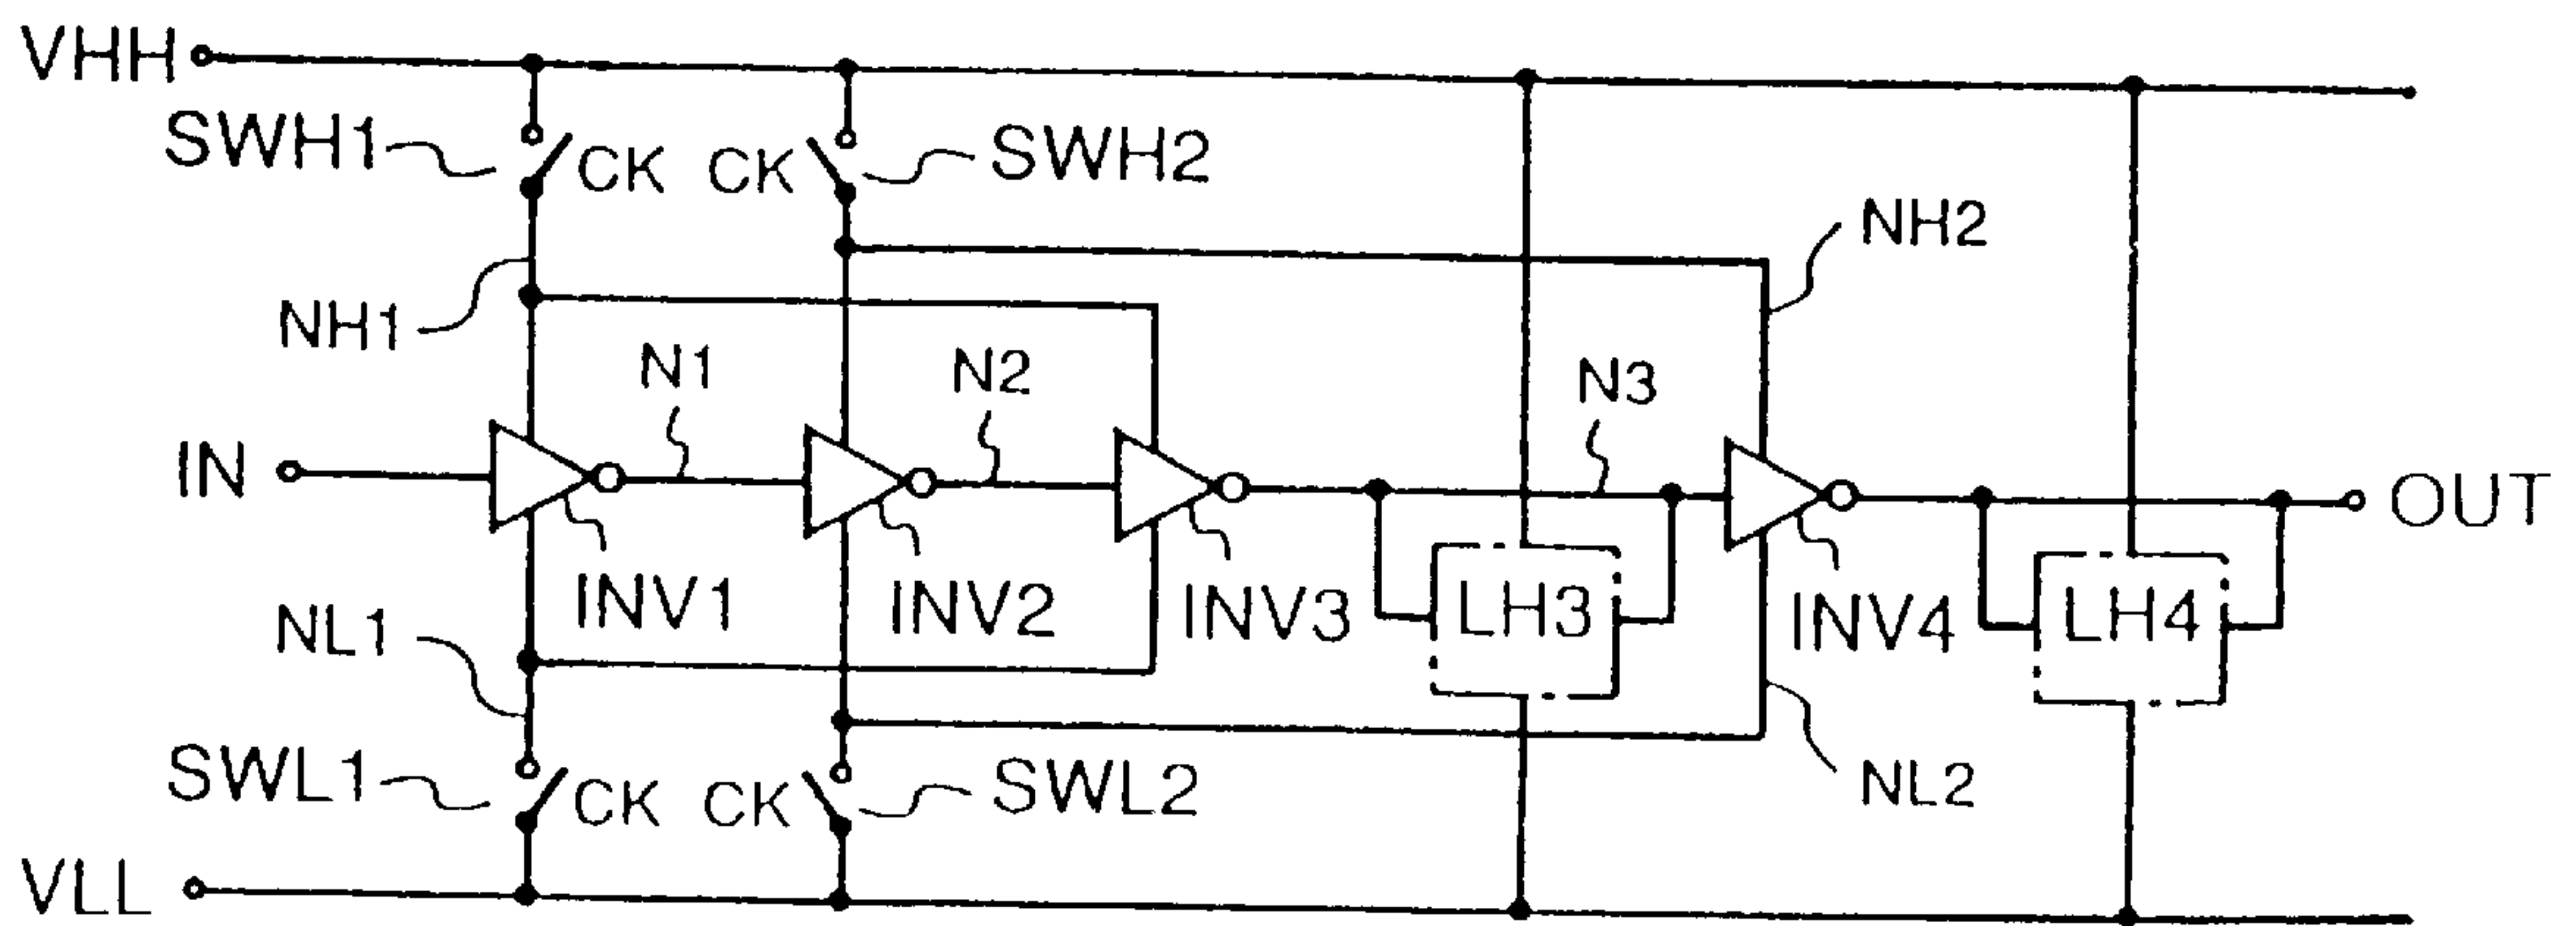 VHH
SWH1
CK
CK
SWH2
NH2
NH1
N1
N2
N3
IN
OUT
INV1
INV2
INV3
LH3
INV4
LH4
NL1
SWL1
CK
CK
SWL2
NL2
VLL